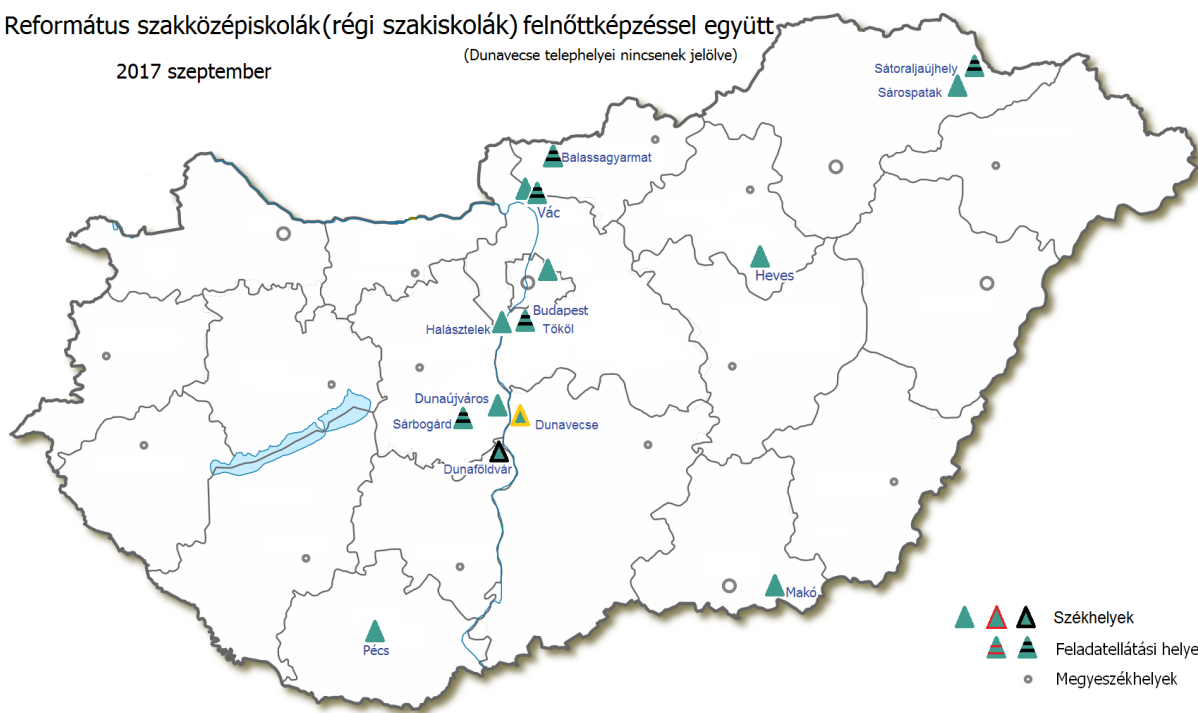 Református szakközépiskolák(régi szakiskolák) felnőttképzéssel együtt
(Dunavecse telephelyei nincsenek jelölve)
2017 szeptember
Sátoraljaújhely
Sárospatak
Balassagyarmat
Vác
Heves
Budapest
Halásztelek
Tököl
Dunaújváros
Sárbogárd
Dunavecse
Dunaföldvár
Makó
Pécs
Székhelyek
Feladatellátási helye
Megyeszékhelyek